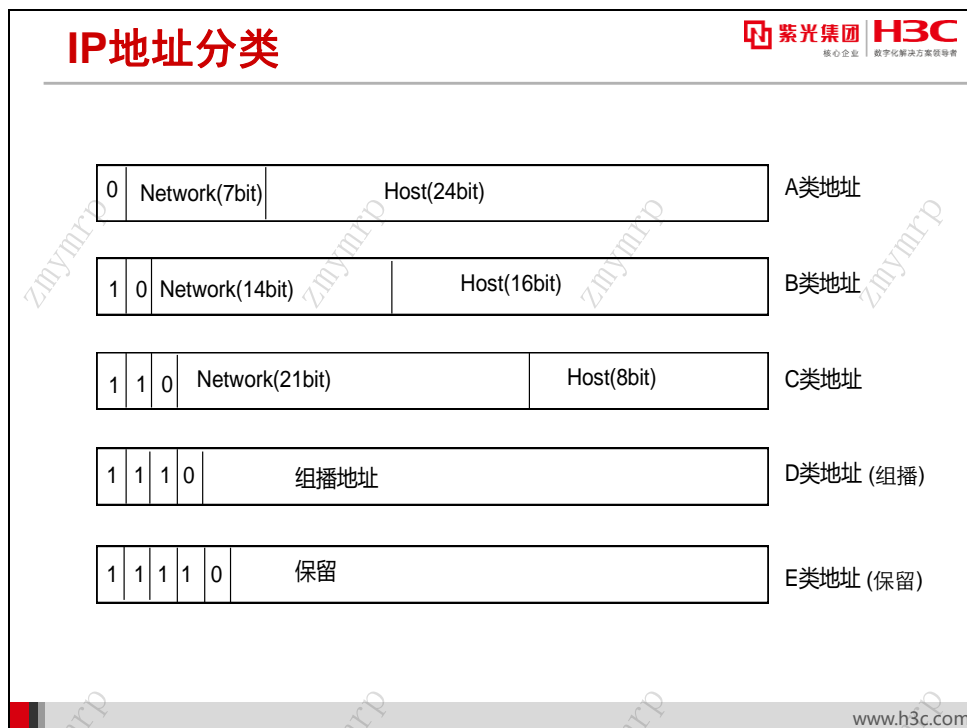 IP地址分类
紫光集团 H3C
核心企业 数字化解决方案领导者
0 Network(7bit) Host(24bit) A类地址
1 0 Network(14bit) Host(16bit) B类地址
1 1 0 Network(21bit) Host(8bit) C类地址
1 1 1 0 组播地址 D类地址 (组播)
1 1 1 1 0 保留 E类地址 (保留)
zmymrp zmymrp zmymrp zmymrp
www.h3c.com